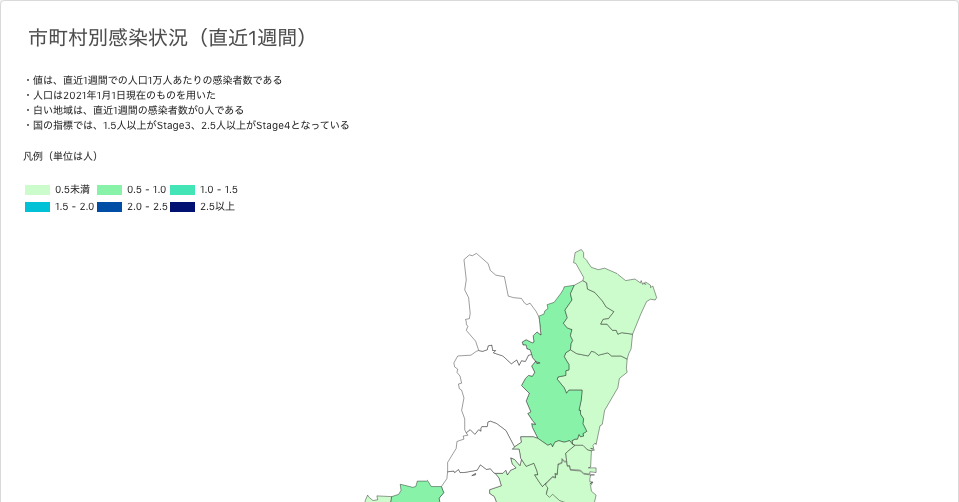 市町村別感染状況（直近1週間）
・値は、直近1週間での人口1万人あたりの感染者数である
・人口は2021年1月1日現在のものを用いた
・白い地域は、直近1週間の感染者数が0人である
・国の指標では、1.5人以上がStage3、2.5人以上がStage4となっている
凡例（単位は人）
0.5未満 0.5 - 1.0 1.0 - 1.5
1.5 - 2.0 2.0 - 2.5 2.5以上